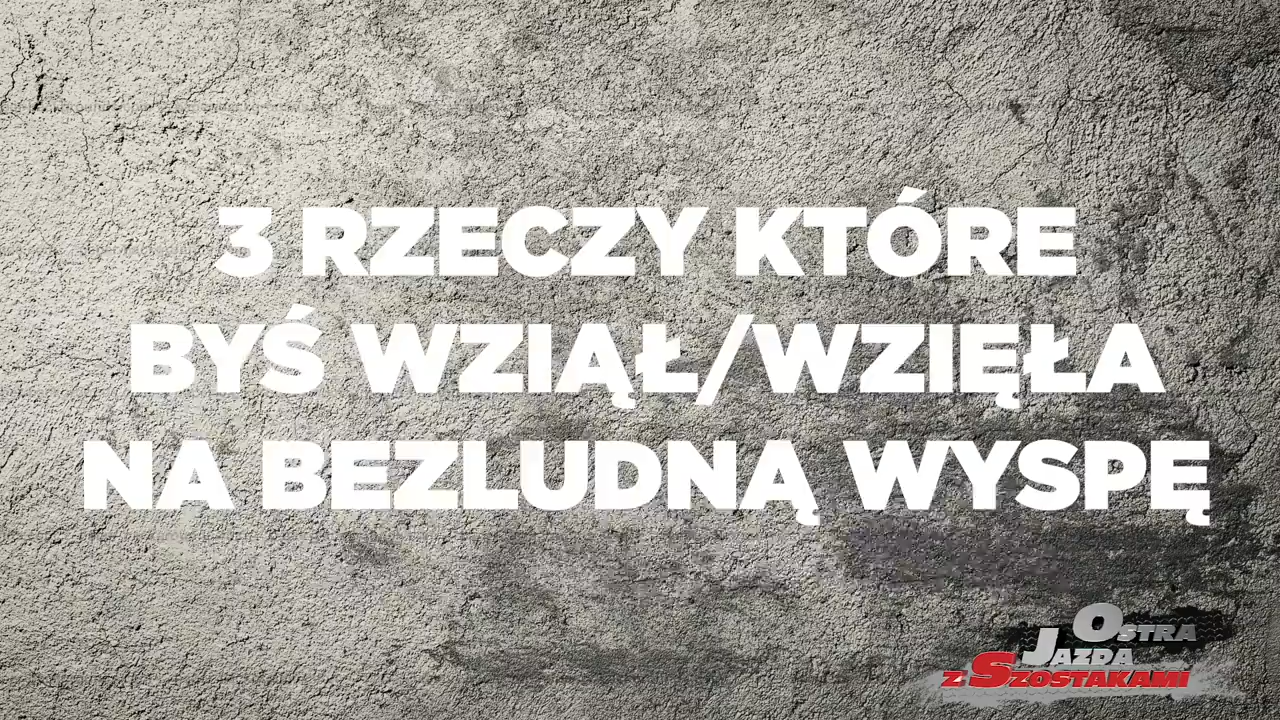 3 RZECZY KTÓRE
BYŚ WZIĄŁ/WZIĘŁA
NA BEZLUDNĄ WYSPĘ
OSTRA
JAZDA
Z SZOSTAKAMI